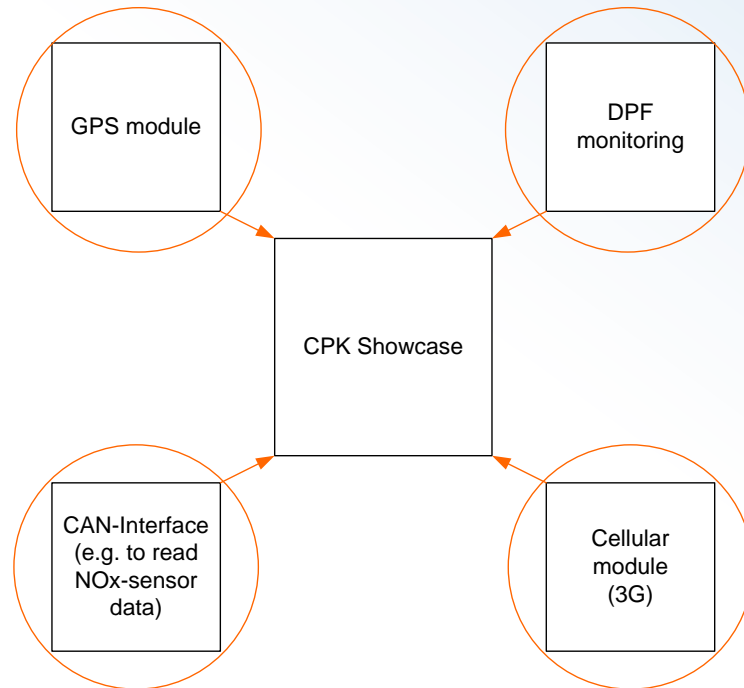 GPS module
DPF
monitoring
CPK Showcase
CAN-Interface
(e.g. to read
NOx-sensor
data)
Cellular
module
(3G)